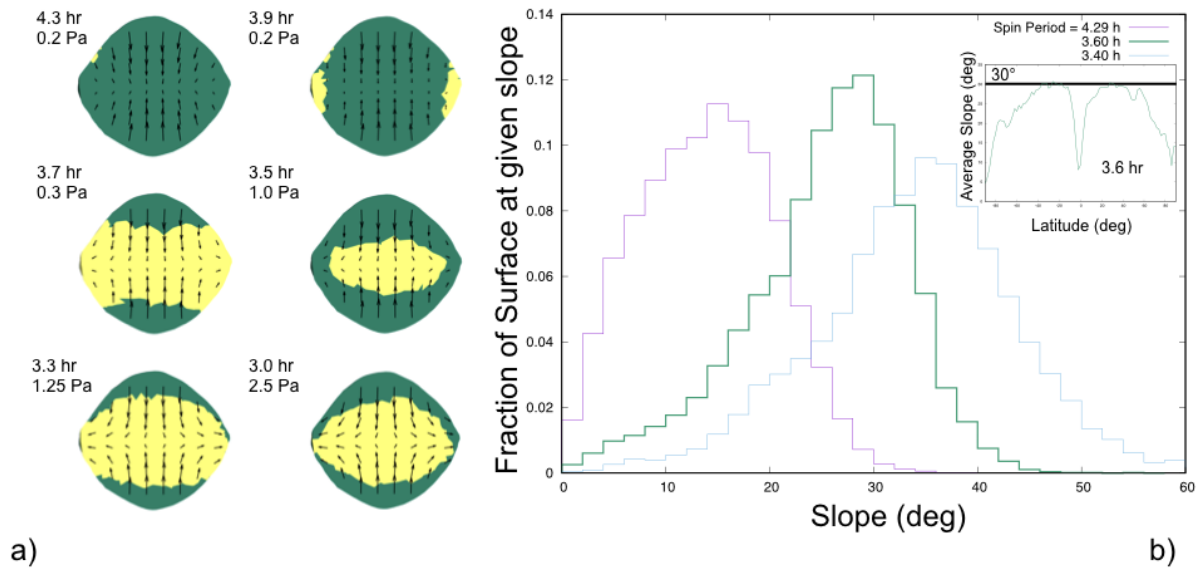 4.3 hr
0.2 Pa
3.9 hr
0.2 Pa
3.7 hr
0.3 Pa
3.5 hr
1.0 Pa
3.3 hr
1.25 Pa
3.0 hr
2.5 Pa
a)
Fraction of Surface at given slope
0.14
0.12
0.1
0.08
0.06
0.04
0.02
0
0
10
20
30
40
50
60
Slope (deg)
Spin Period = 4.29 h
3.60 h
3.40 h
Average Slope (deg)
30°
3.6 hr
Latitude (deg)
b)